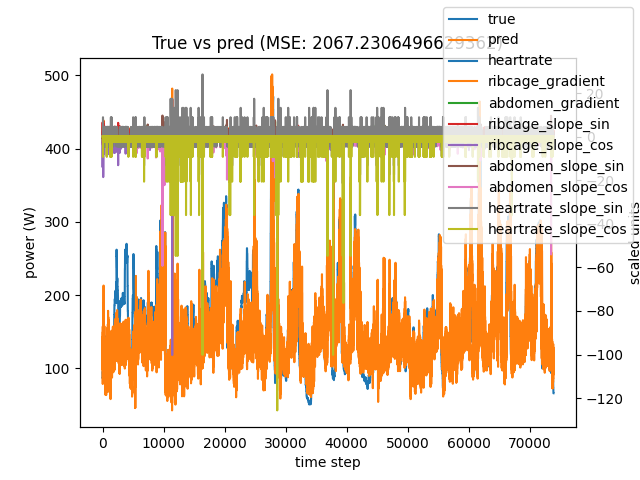 True vs pred (MSE: 2067.2306496629362)
true
pred
heartrate
ribcage_gradient
abdomen_gradient
ribcage_slope_sin
ribcage_slope_cos
abdomen_slope_sin
abdomen_slope_cos
heartrate_slope_sin
heartrate_slope_cos
power (W)
500
400
300
200
100
20
0
−20
−40
−60
−80
−100
−120
scaled units
0
10000
20000
30000
40000
50000
60000
70000
time step